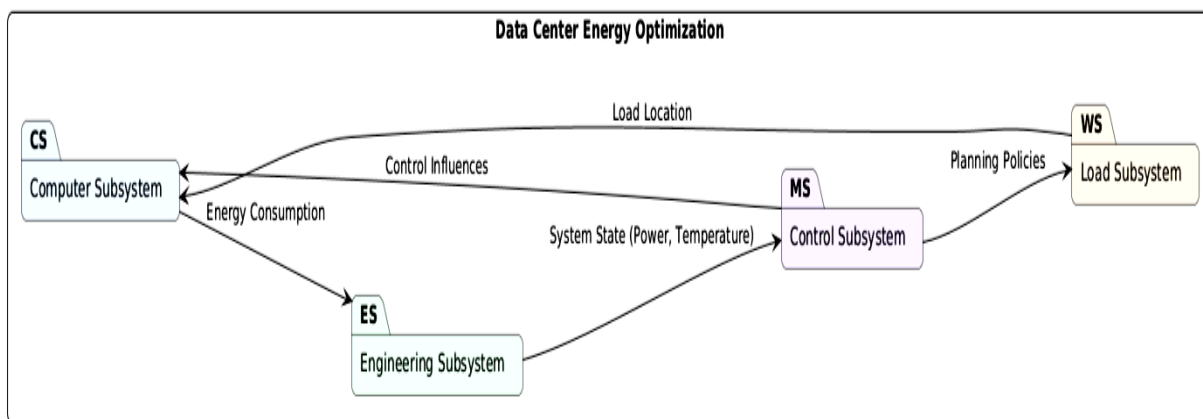 Data Center Energy Optimization
Load Location
WS
CS
Planning Policies
Control Influences
Load Subsystem
Computer Subsystem
MS
Energy Consumption
System State (Power, Temperature)
Control Subsystem
ES
Engineering Subsystem